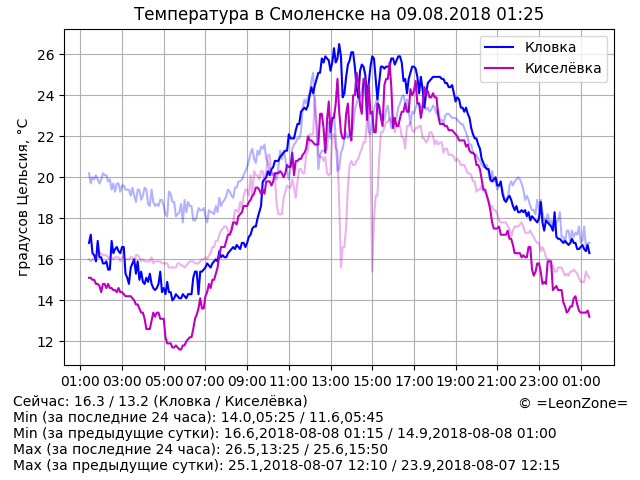 Температура в Смоленске на 09.08.2018 01:25
Кловка
Киселёвка
градусов Цельсия, °C
26
24
22
20
18
16
14
12
01:00 03:00 05:00 07:00 09:00 11:00 13:00 15:00 17:00 19:00 21:00 23:00 01:00
Сейчас: 16.3 / 13.2 (Кловка / Киселёвка)
© =LeonZone=
Min (за последние 24 часа): 14.0,05:25 / 11.6,05:45
Min (за предыдущие сутки): 16.6,2018-08-08 01:15 / 14.9,2018-08-08 01:00
Max (за последние 24 часа): 26.5,13:25 / 25.6,15:50
Max (за предыдущие сутки): 25.1,2018-08-07 12:10 / 23.9,2018-08-07 12:15